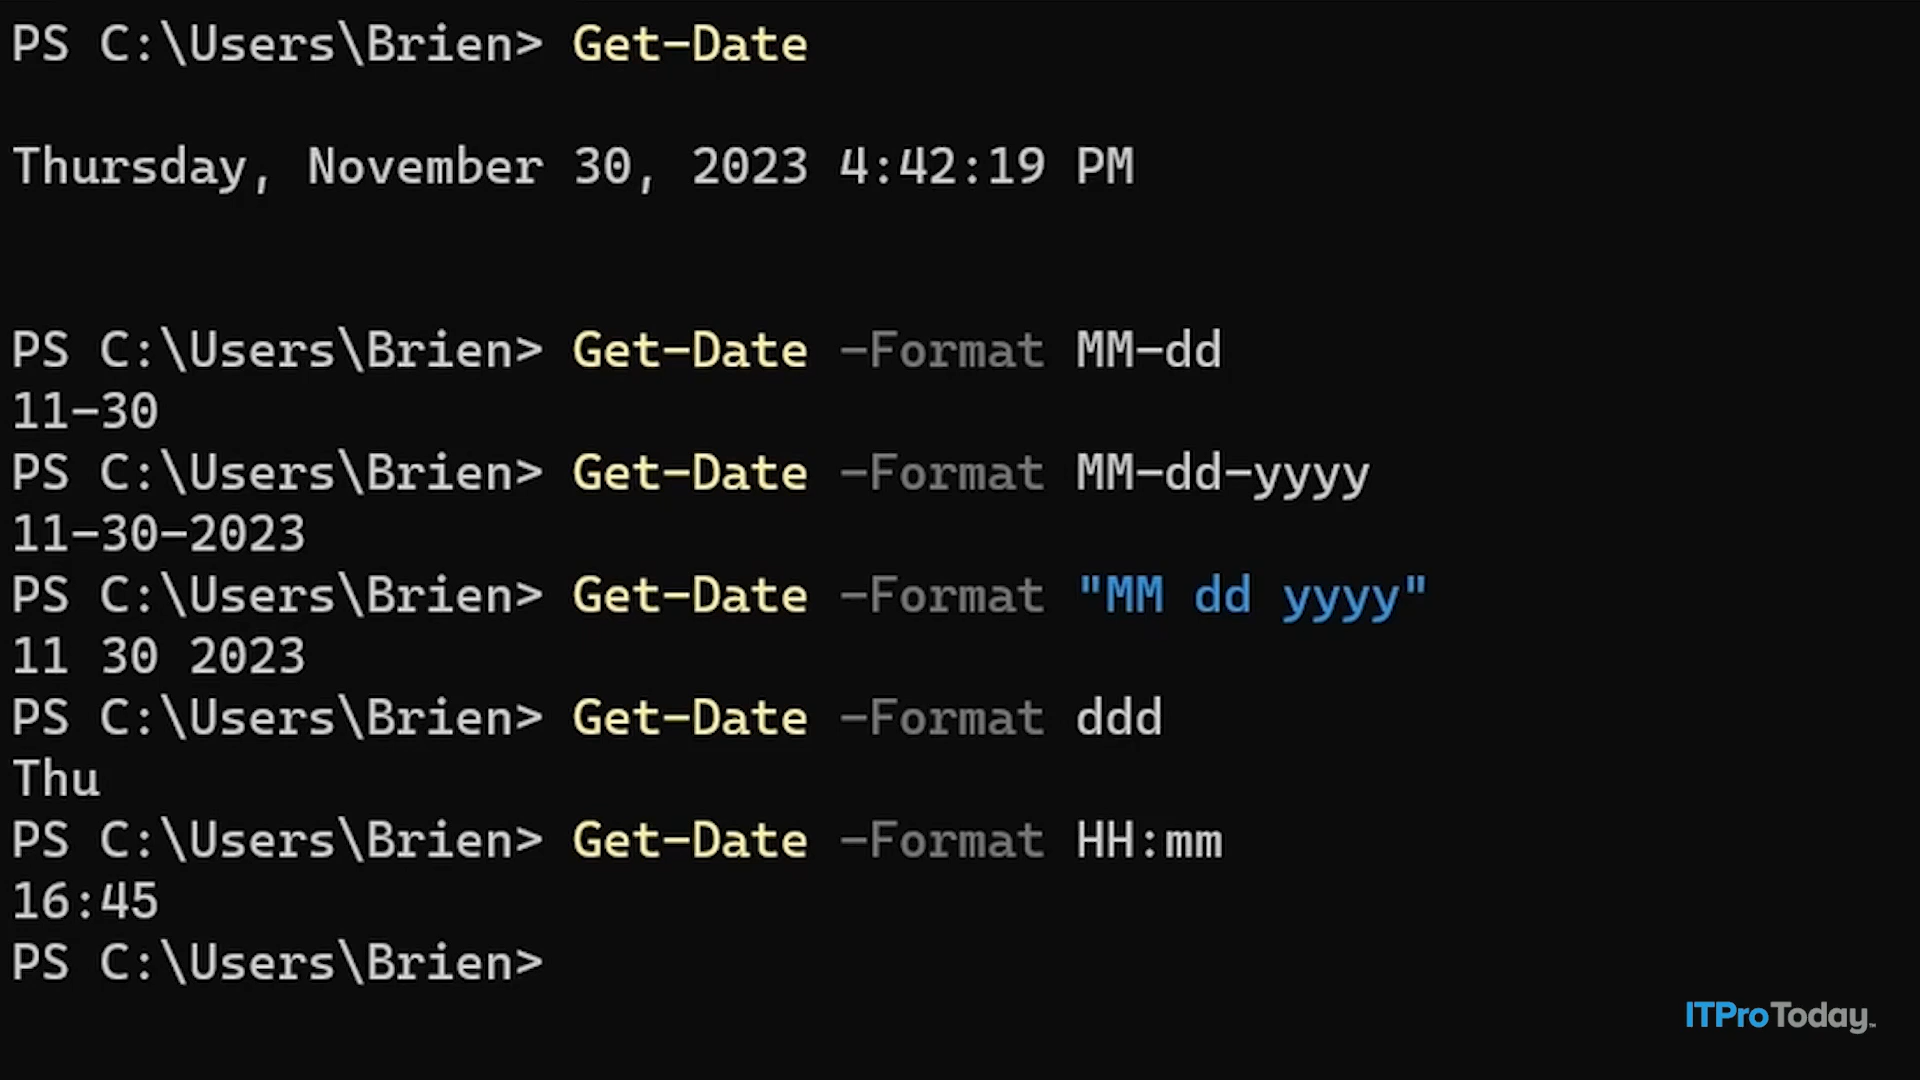 PS C:\Users\Brien> Get-Date
Thursday, November 30, 2023 4:42:19 PM
PS C:\Users\Brien> Get-Date -Format MM-dd
11-30
PS C:\Users\Brien> Get-Date -Format MM-dd-yyyy
11-30-2023
PS C:\Users\Brien> Get-Date -Format "MM dd yyyy"
11 30 2023
PS C:\Users\Brien> Get-Date -Format ddd
Thu
PS C:\Users\Brien> Get-Date -Format HH:mm
16:45
PS C:\Users\Brien>
ITProToday™